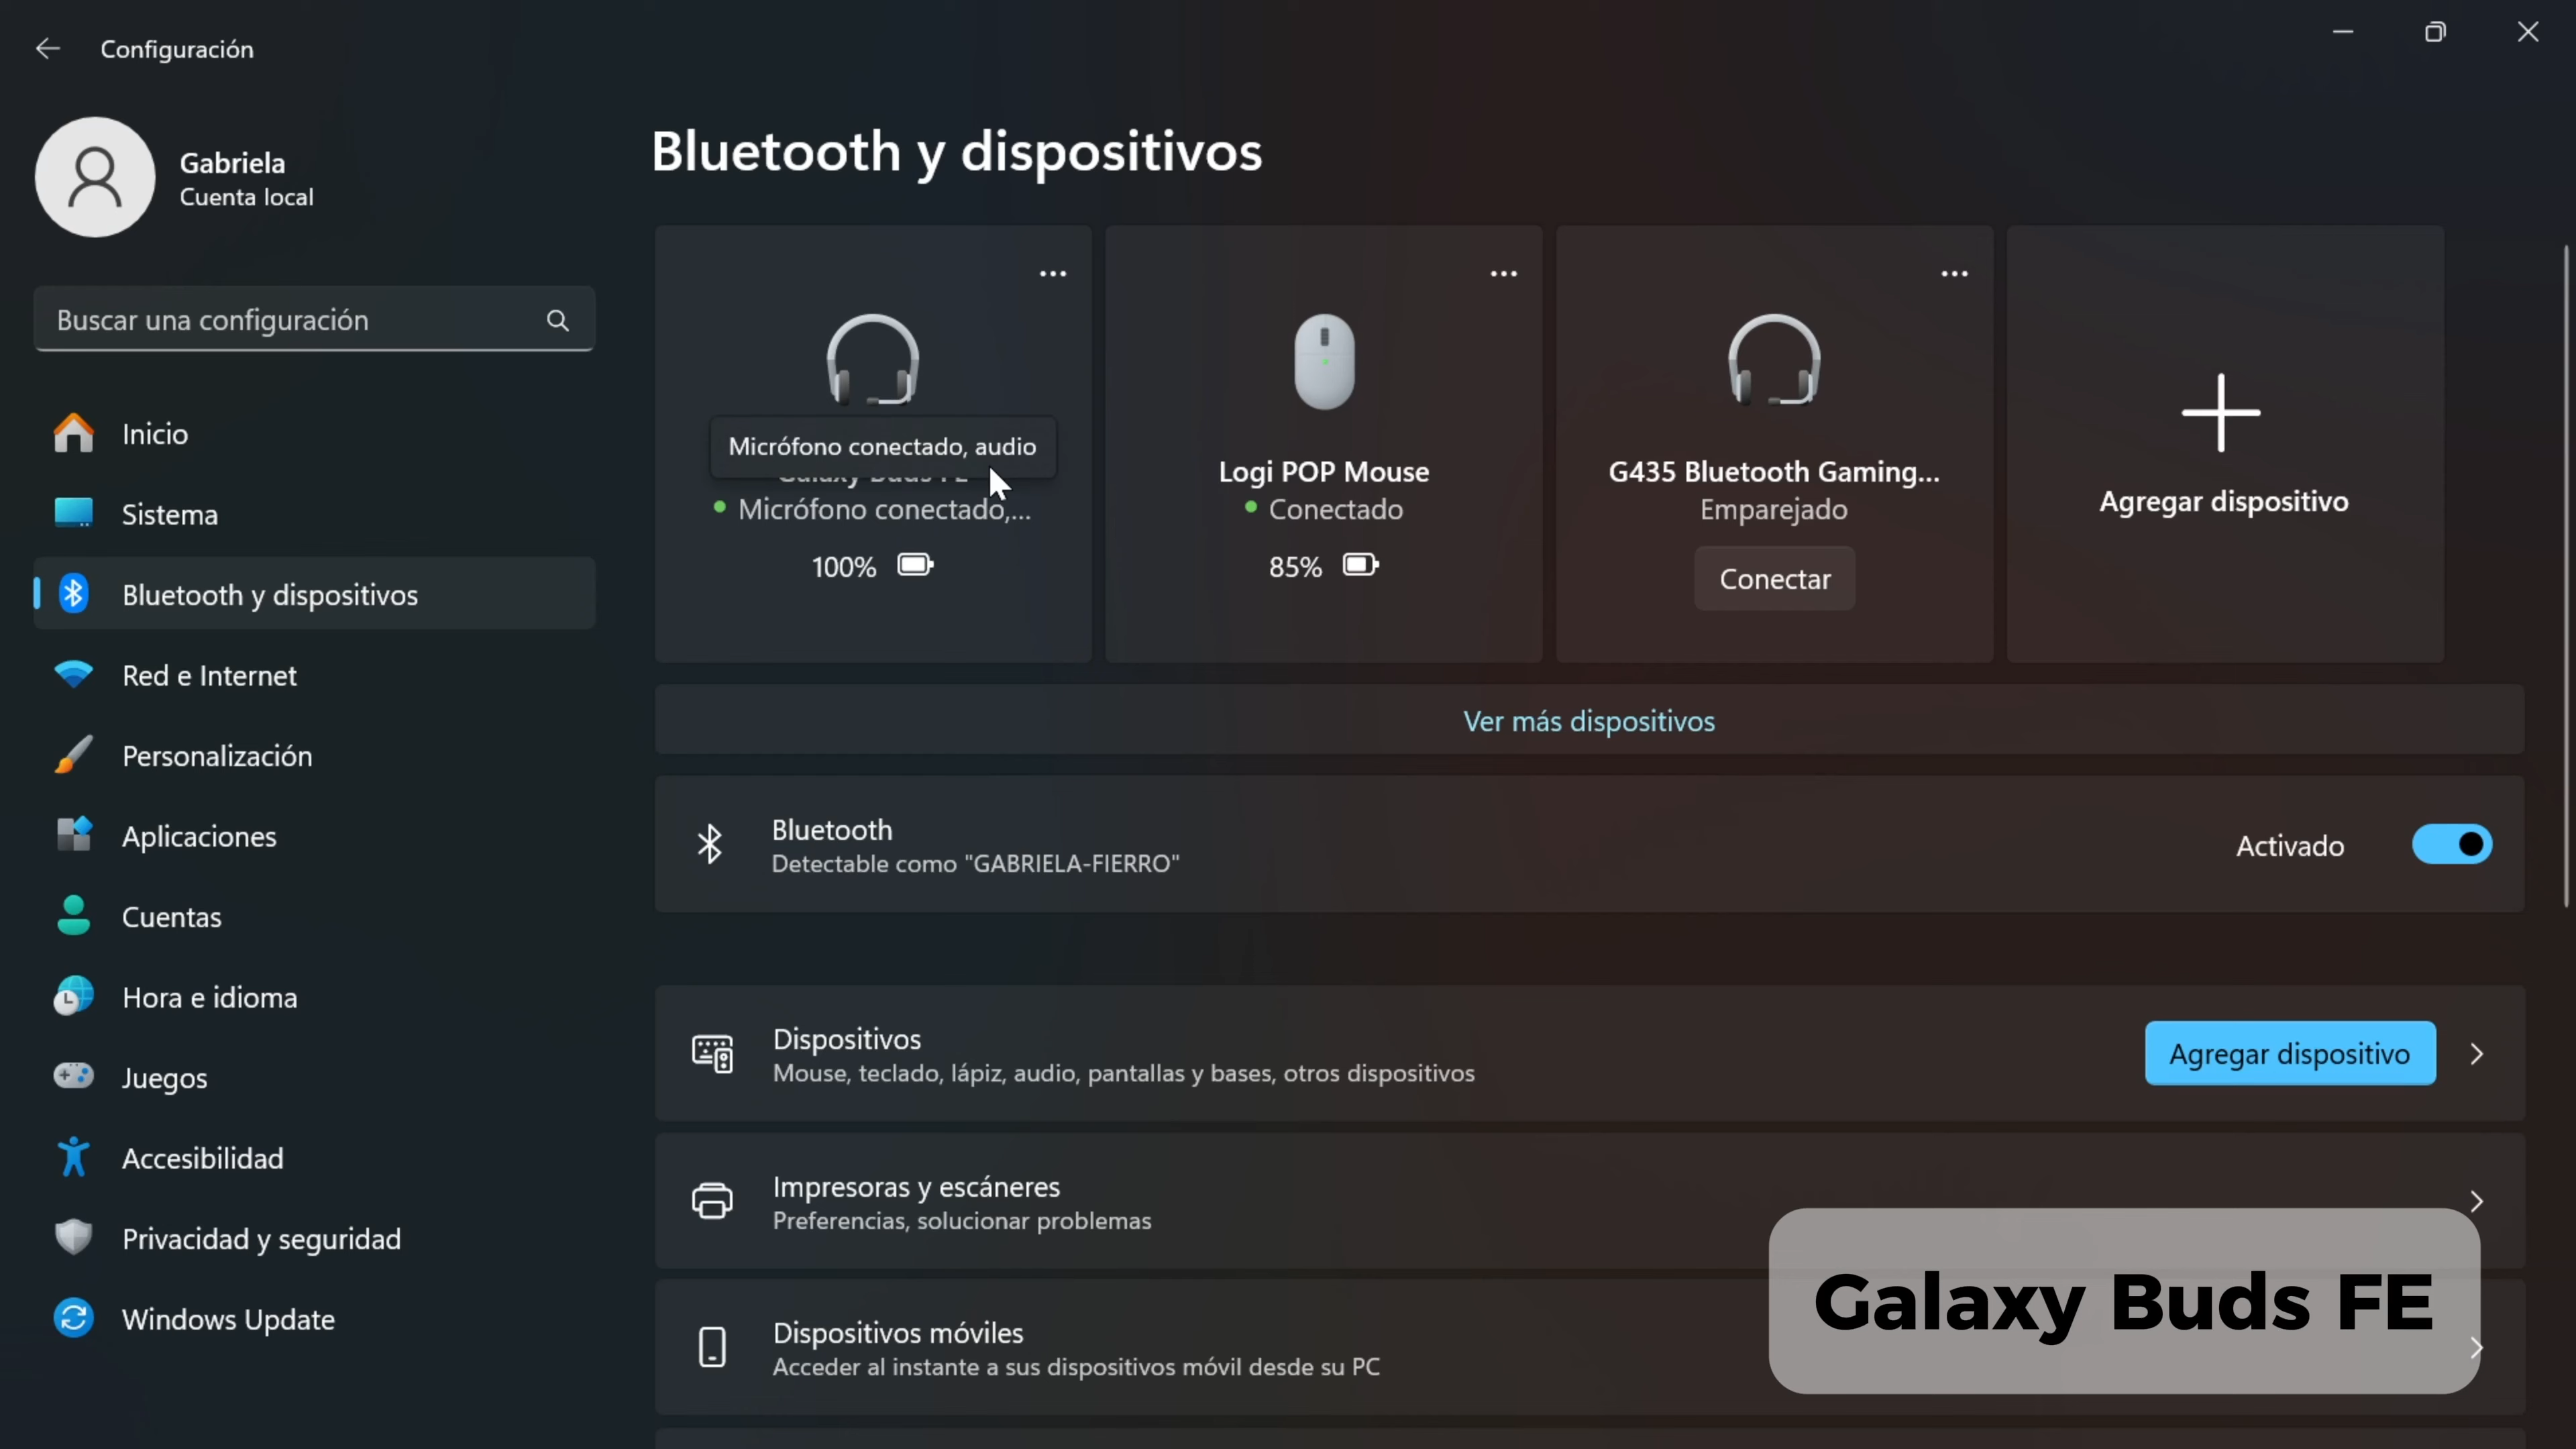 Configuración
Gabriela
Cuenta local
Buscar una configuración
Inicio
Sistema
Bluetooth y dispositivos
Red e Internet
Personalización
Aplicaciones
Cuentas
Hora e idioma
Juegos
Accesibilidad
Privacidad y seguridad
Windows Update
Bluetooth y dispositivos
Micrófono conectado, audio
Galaxy Buds FE
Micrófono conectado,...
100%
Logi POP Mouse
Conectado
85%
G435 Bluetooth Gaming...
Emparejado
Conectar
Agregar dispositivo
Ver más dispositivos
Bluetooth
Detectable como "GABRIELA-FIERRO"
Activado
Dispositivos
Mouse, teclado, lápiz, audio, pantallas y bases, otros dispositivos
Agregar dispositivo
Impresoras y escáneres
Preferencias, solucionar problemas
Dispositivos móviles
Acceder al instante a sus dispositivos móvil desde su PC
Galaxy Buds FE